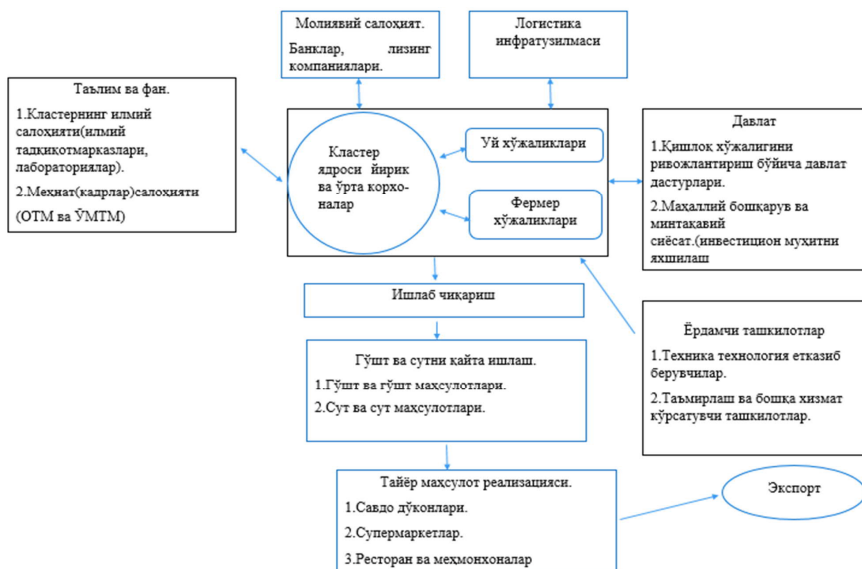 Молиявий салоҳият.
Банклар, лизинг
компаниялари.
Логистика
инфратузилмаси
Таълим ва фан.
1.Кластернинг илмий
салоҳияти(илмий
тадқиқотмарказлари,
лабораториялар).
2.Меҳнат(кадрлар)салоҳияти
(ОТМ ва ЎМТМ)
Кластер
ядроси йирик
ва ўрта корхо-
налар
Уй хўжаликлари
Фермер
хўжаликлари
Давлат
1.Қишлоқ хўжалигини
ривожлантириш бўйича давлат
дастурлари.
2.Маҳаллий бошқарув ва
минтақавий
сиёсат.(инвестицион муҳитни
яхшилаш
Ишлаб чиқариш
Ёрдамчи ташкилотлар
1.Техника технология етказиб
берувчилар.
2.Таъмирлаш ва бошқа хизмат
кўрсатувчи ташкилотлар.
Гўшт ва сутни қайта ишлаш.
1.Гўшт ва гўшт маҳсулотлари.
2.Сут ва сут маҳсулотлари.
Тайёр маҳсулот реализацияси.
1.Савдо дўконлари.
2.Супермаркетлар.
3.Ресторан ва меҳмонхоналар
Экспорт